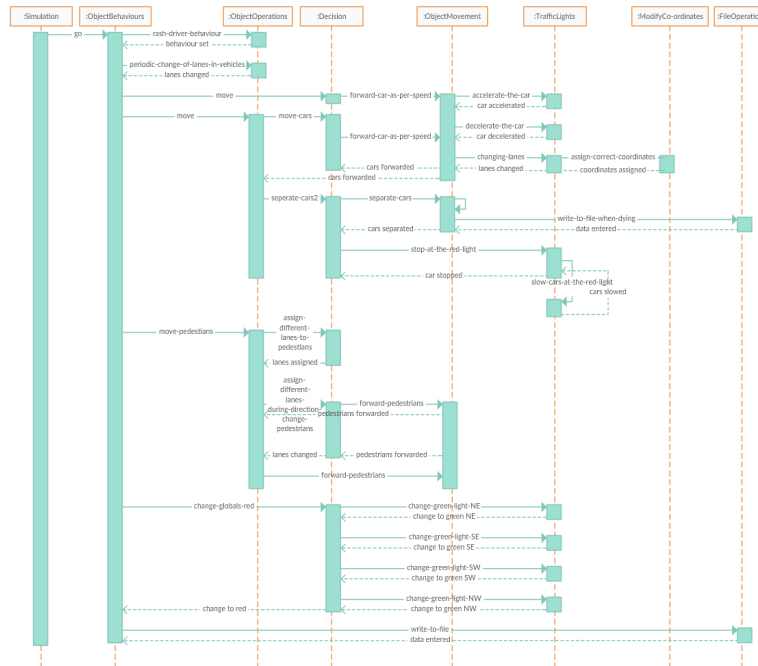 :Simulation
:ObjectBehaviours
:ObjectOperations
:Decision
:ObjectMovement
:TrafficLights
:ModifyCo-ordinates
:FileOperatio
go
rash-driver-behaviour
behaviour set
periodic-change-of-lanes-in-vehicles
lanes changed
move
forward-car-as-per-speed
accelerate-the-car
car accelerated
move
move-cars
decelerate-the-car
forward-car-as-per-speed
car decelerated
changing-lanes
assign-correct-coordinates
cars forwarded
lanes changed
coordinates assigned
cars forwarded
seperate-cars2
separate-cars
write-to-file-when-dying
cars separated
data entered
stop-at-the-red-light
car stopped
slow-cars-at-the-red-light
cars slowed
move-pedestians
assign-
different-
lanes-to-
pedestians
lanes assigned
assign-
different-
lanes-
during-direction-
change-
pedestrians
forward-pedestrians
pedestrians forwarded
lanes changed
pedestrians forwarded
forward-pedestrians
change-globals-red
change-green-light-NE
change to green NE
change-green-light-SE
change to green SE
change-green-light-SW
change to green SW
change-green-light-NW
change to red
change to green NW
write-to-file
data entered